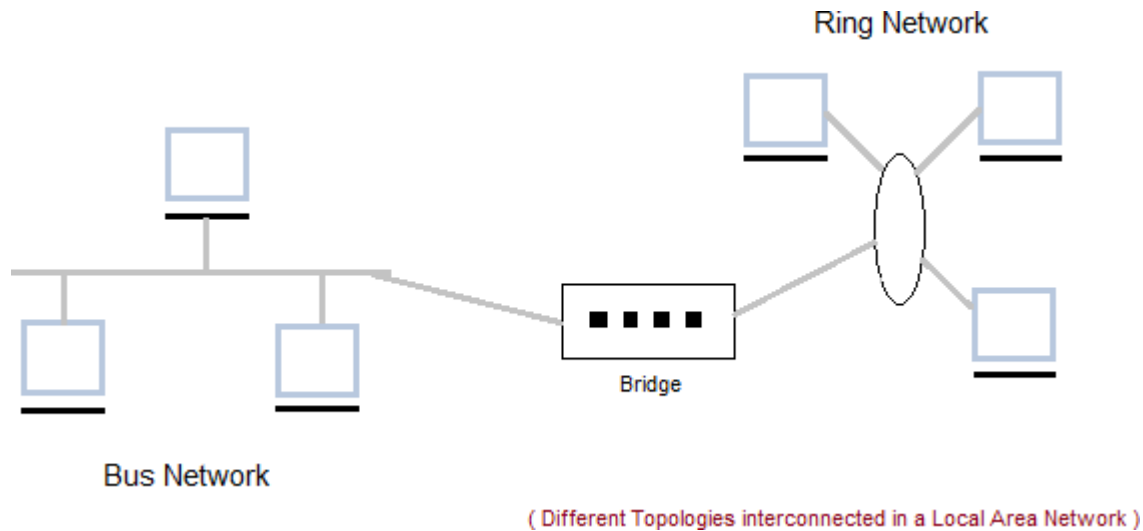 Ring Network
Bridge
Bus Network
( Different Topologies interconnected in a Local Area Network )